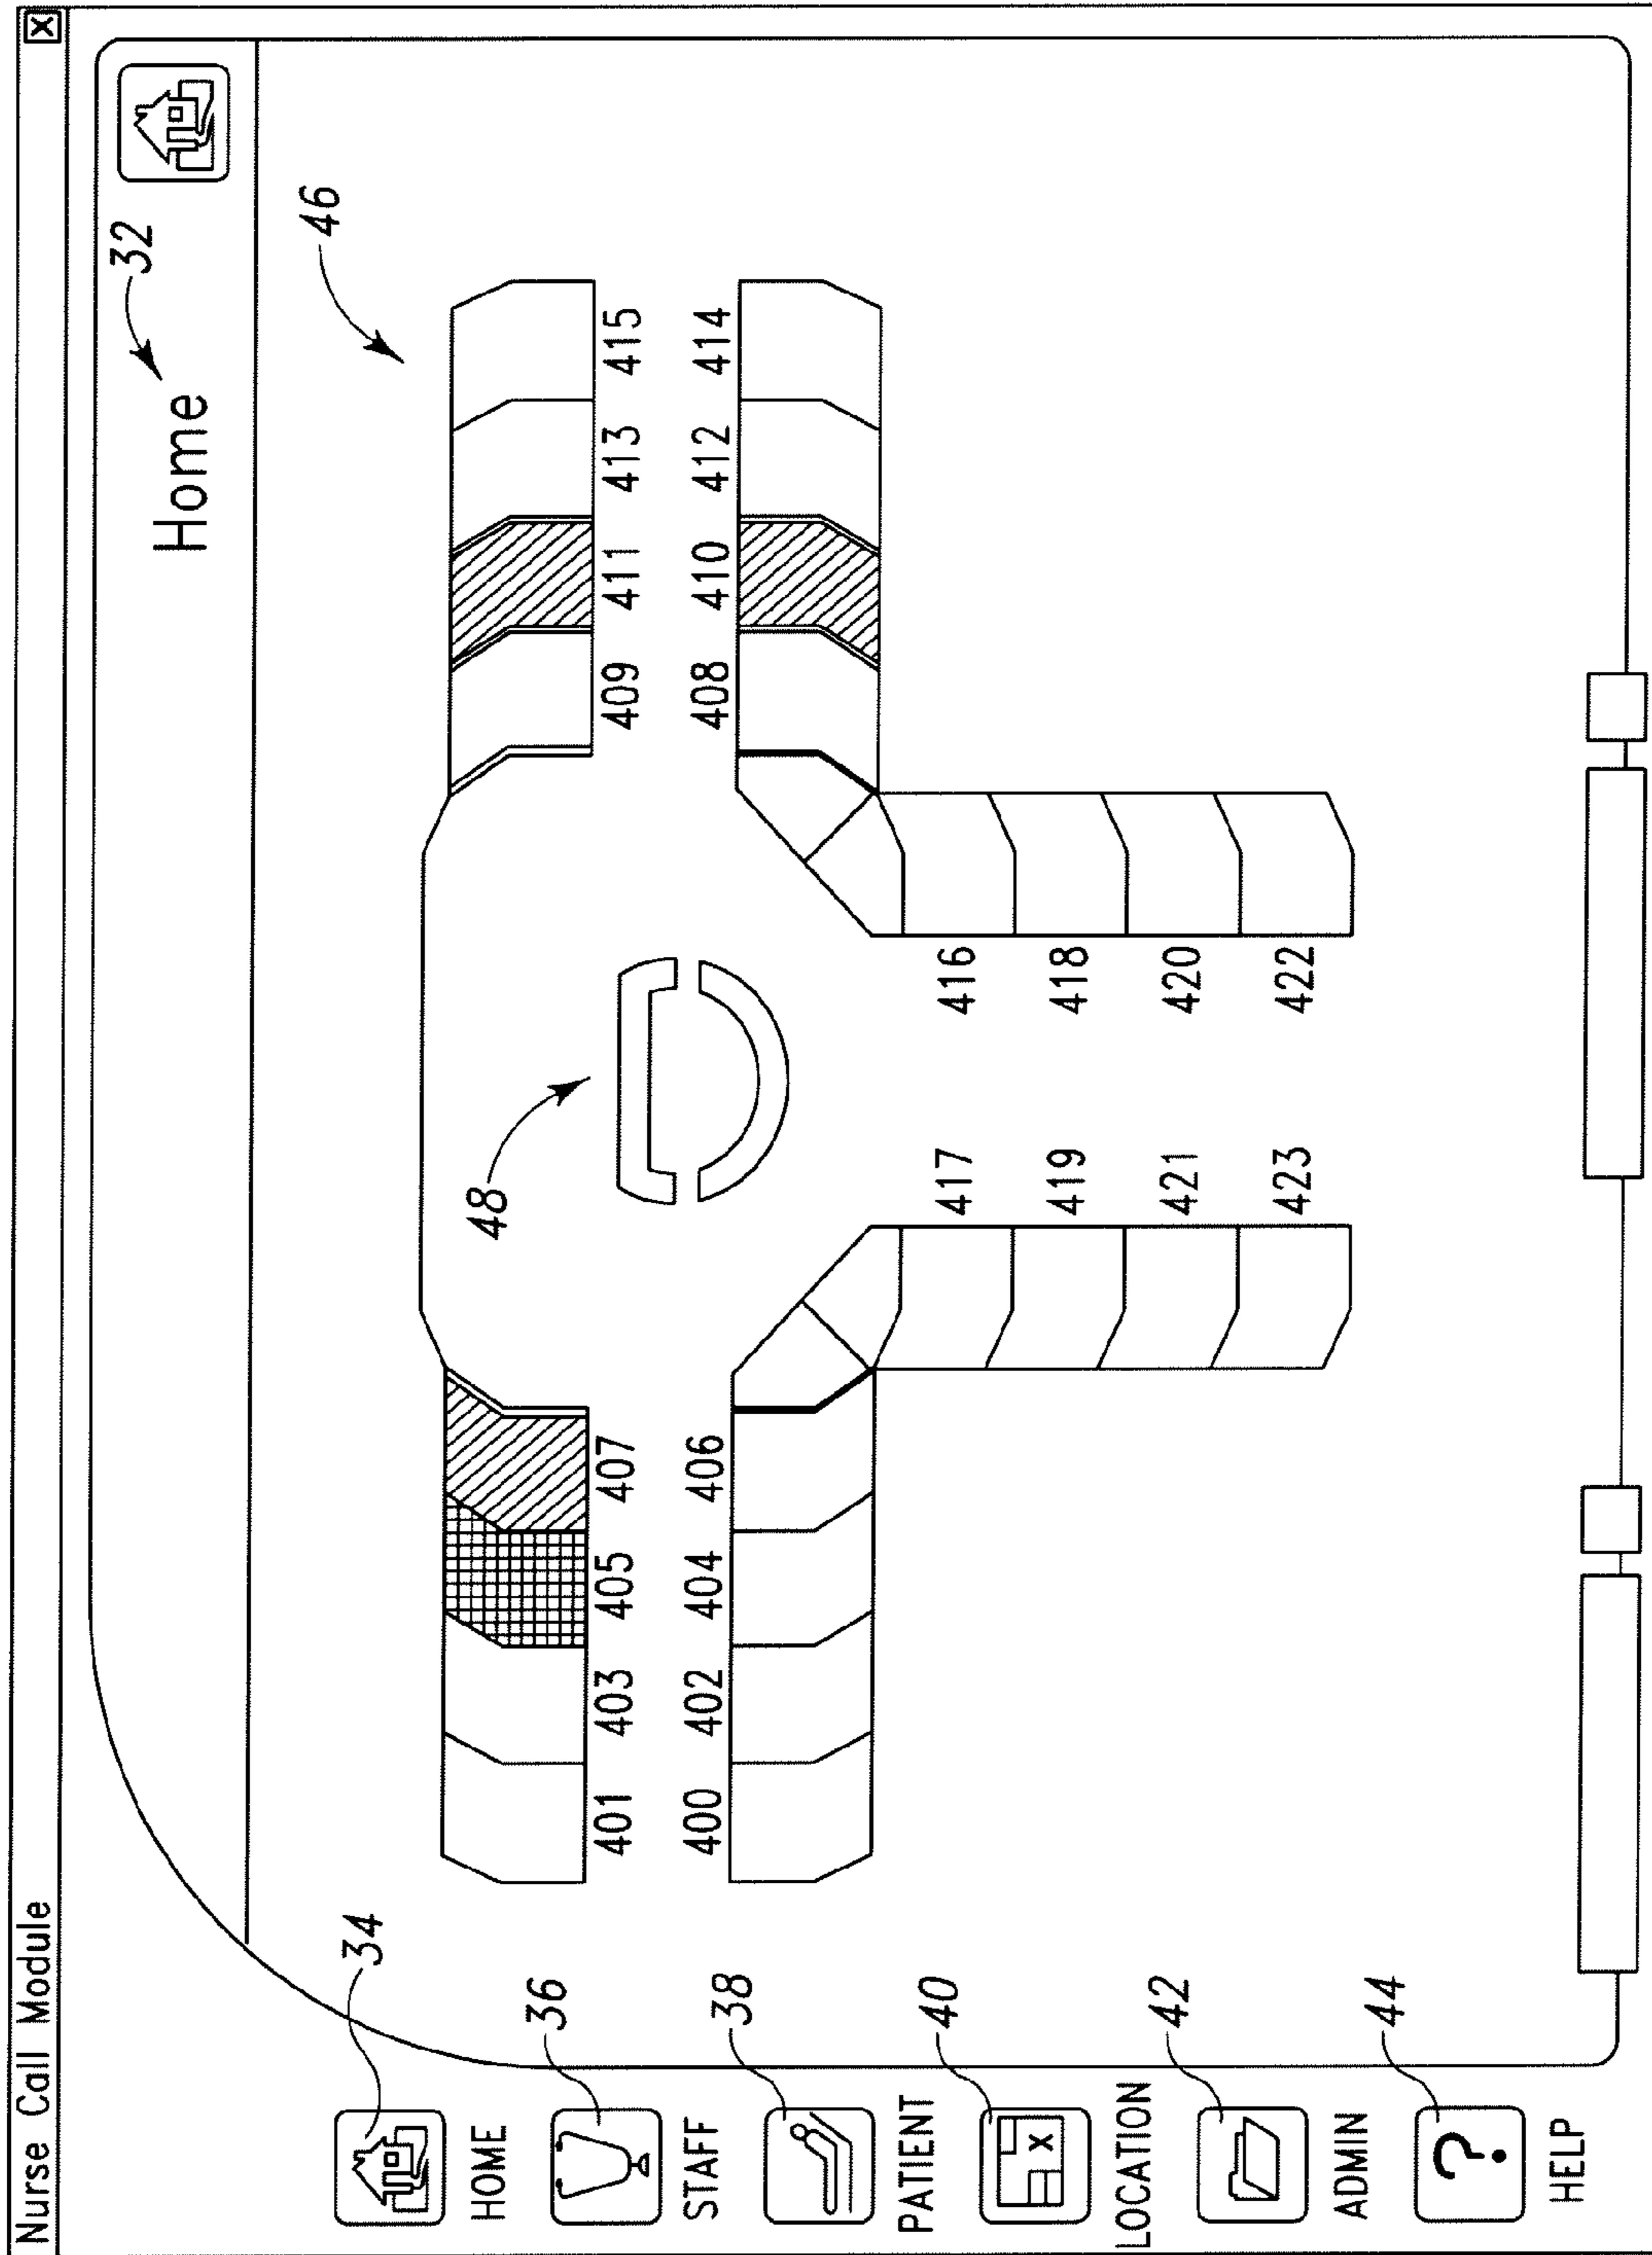 Nurse Call Module X
Home 32
34
HOME
36
STAFF
38
PATIENT
40
X
LOCATION
42
ADMIN
44
?
HELP
46
48
401 403 405 407 409 411 413 415
400 402 404 406 408 410 412 414
417 416
419 418
421 420
423 422